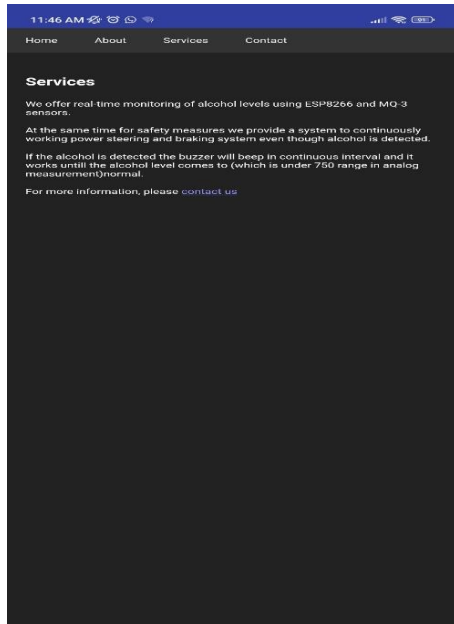 11:46 AM
Home About Services Contact
Services
We offer real-time monitoring of alcohol levels using ESP8266 and MQ-3
sensors.
At the same time for safety measures we provide a system to continuously
working power steering and braking system even though alcohol is detected.
If the alcohol is detected the buzzer will beep in continuous interval and it
works untill the alcohol level comes to (which is under 750 range in analog
measurement)normal.
For more information, please contact us